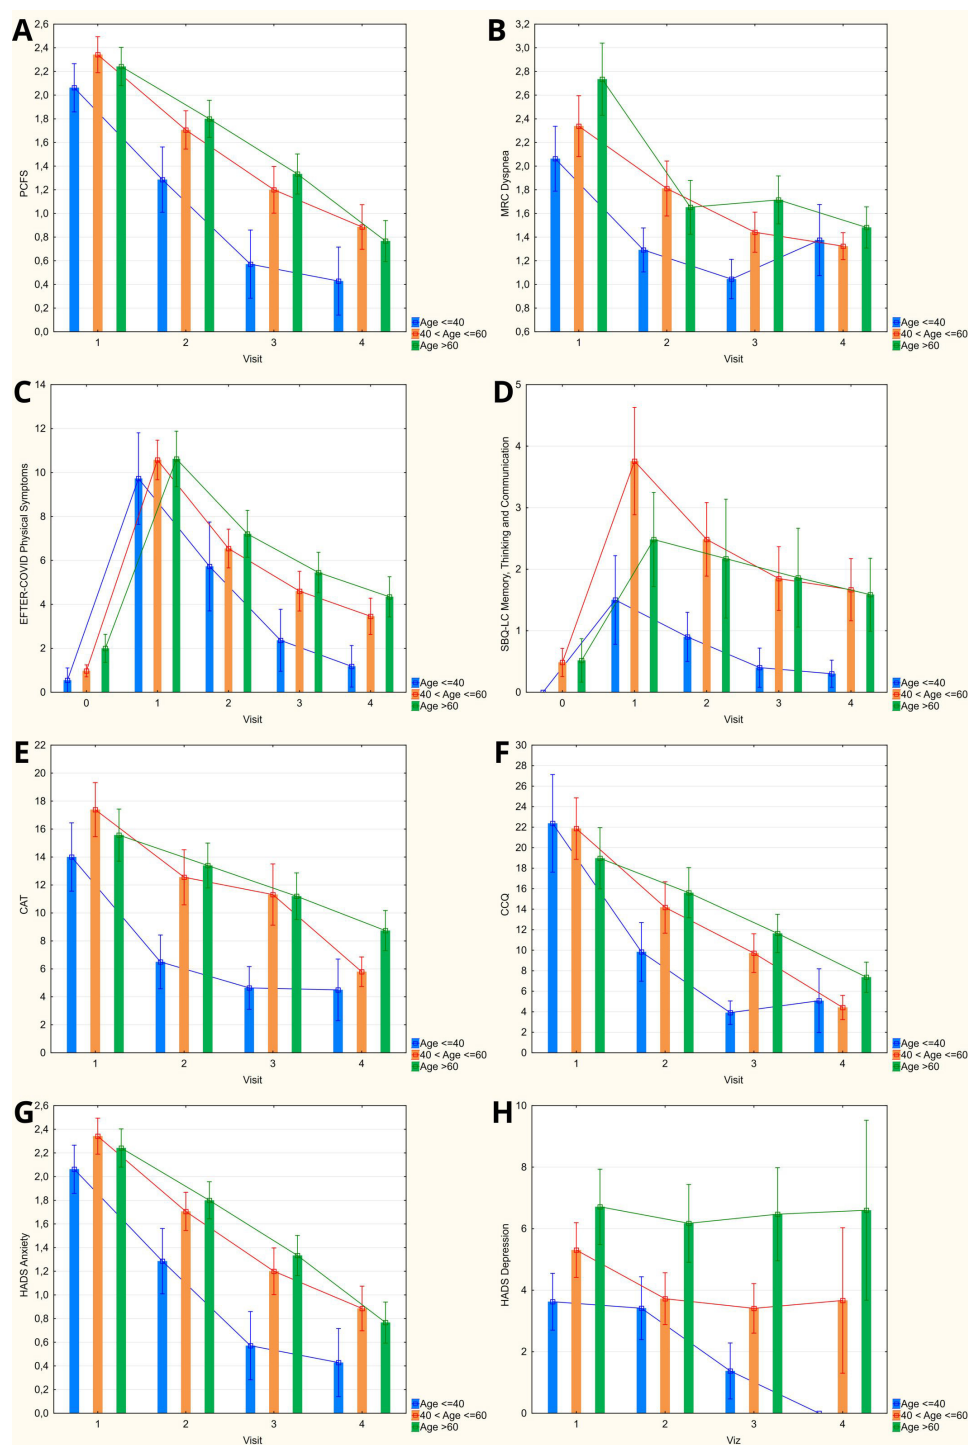 A
PCFS
2,6
2,4
2,2
2,0
1,8
1,6
1,4
1,2
1,0
0,8
0,6
0,4
0,2
0,0
1 2 3 4
Visit
Age <=40
40 < Age <=60
Age >60
B
MRC Dyspnea
3,2
3,0
2,8
2,6
2,4
2,2
2,0
1,8
1,6
1,4
1,2
1,0
0,8
0,6
1 2 3 4
Visit
Age <=40
40 < Age <=60
Age >60
C
EFTER-COVID Physical Symptoms
14
12
10
8
6
4
2
0
0 1 2 3 4
Visit
Age <=40
40 < Age <=60
Age >60
D
SBQ-LC Memory, Thinking and Communication
5
4
3
2
1
0
0 1 2 3 4
Visit
Age <=40
40 < Age <=60
Age >60
E
CAT
22
20
18
16
14
12
10
8
6
4
2
0
1 2 3 4
Visit
Age <=40
40 < Age <=60
Age >60
F
CCQ
30
28
26
24
22
20
18
16
14
12
10
8
6
4
2
0
1 2 3 4
Visit
Age <=40
40 < Age <=60
Age >60
G
HADS Anxiety
2,6
2,4
2,2
2,0
1,8
1,6
1,4
1,2
1,0
0,8
0,6
0,4
0,2
0,0
1 2 3 4
Visit
Age <=40
40 < Age <=60
Age >60
H
HADS Depression
10
8
6
4
2
0
1 2 3 4
Viz
Age <=40
40 < Age <=60
Age >60